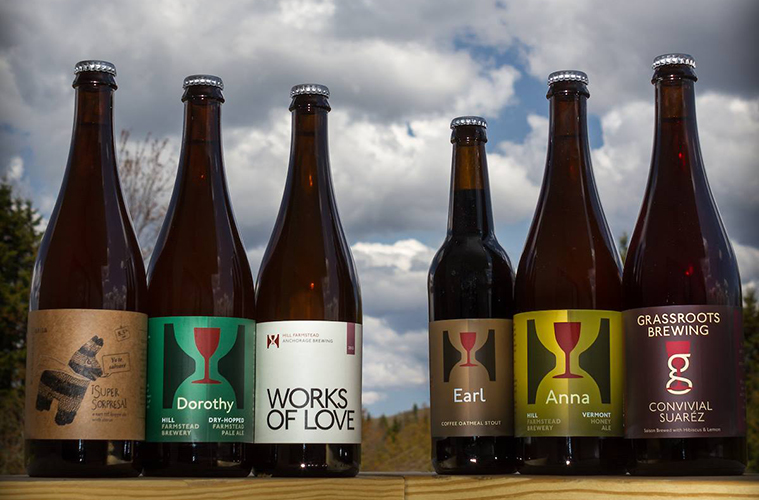 ¡SUPER
SORPRESA!
Dorothy
HILL
FARMSTEAD
BREWERY
DRY-HOPPED
FARMSTEAD
PALE ALE
HILL FARMSTEAD
ANCHORAGE BREWING
WORKS
OF LOVE
Earl
COFFEE OATMEAL STOUT
Anna
HILL
FARMSTEAD
BREWERY
VERMONT
HONEY
ALE
GRASSROOTS
BREWING
g
CONVIVIAL
SUARÉZ
Saison Brewed with Hibiscus & Lemon